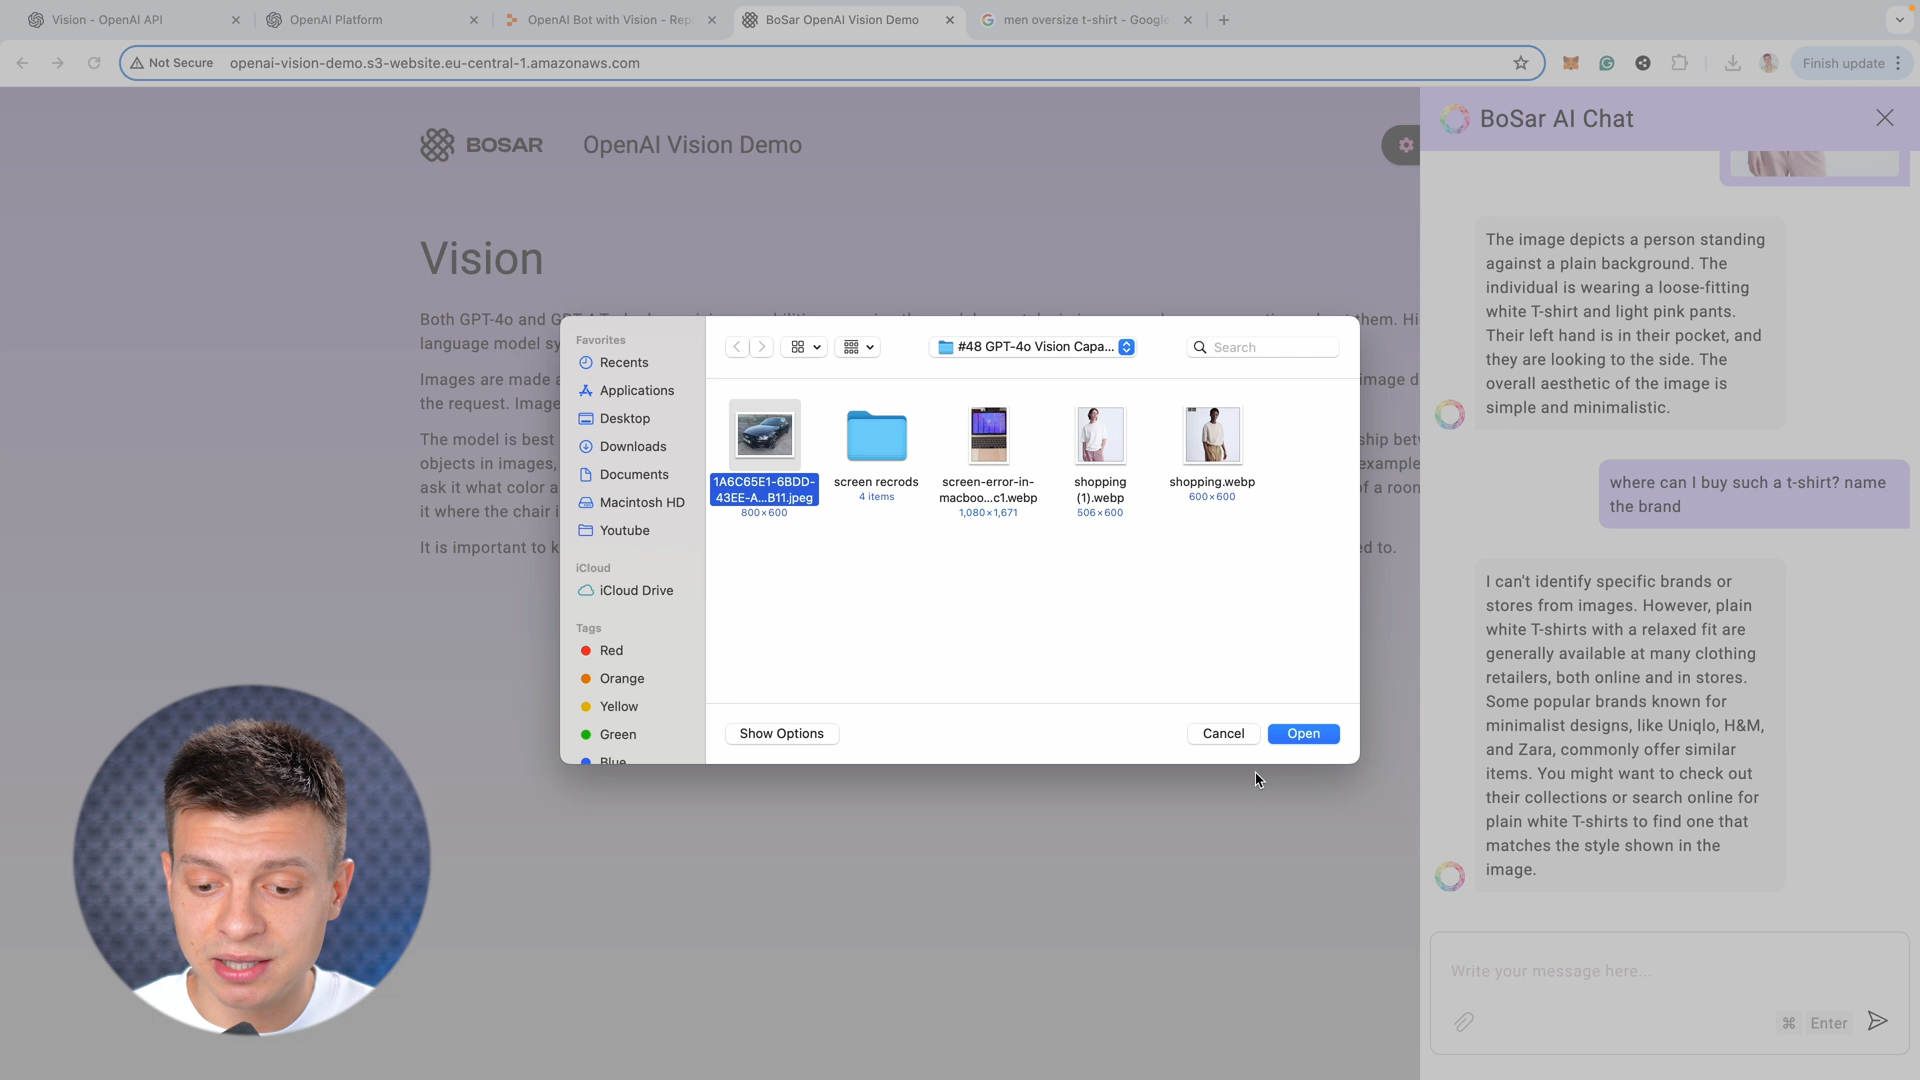 Vision - OpenAI API
OpenAI Platform
OpenAI Bot with Vision - Rep
BoSar OpenAI Vision Demo
men oversize t-shirt - Google
Not Secure
openai-vision-demo.s3-website.eu-central-1.amazonaws.com
Finish update
BOSAR
OpenAI Vision Demo
Vision
Both GPT-4o and
them. Hi
language model sy
Images are made a
image d
the request. Image
The model is best
ship betw
objects in images,
example
ask it what color a
of a room
it where the chair i
It is important to k
ed to.
Favorites
Recents
Applications
Desktop
Downloads
Documents
Macintosh HD
Youtube
iCloud
iCloud Drive
Tags
Red
Orange
Yellow
Green
Blue
#48 GPT-4o Vision Capa...
Search
1A6C65E1-6BDD-
43EE-A...B11.jpeg
800×600
screen recrods
4 items
screen-error-in-
macboo...c1.webp
1,080×1,671
shopping
(1).webp
506×600
shopping.webp
600×600
Show Options
Cancel
Open
BoSar AI Chat
The image depicts a person standing
against a plain background. The
individual is wearing a loose-fitting
white T-shirt and light pink pants.
Their left hand is in their pocket, and
they are looking to the side. The
overall aesthetic of the image is
simple and minimalistic.
where can I buy such a t-shirt? name
the brand
I can't identify specific brands or
stores from images. However, plain
white T-shirts with a relaxed fit are
generally available at many clothing
retailers, both online and in stores.
Some popular brands known for
minimalist designs, like Uniqlo, H&M,
and Zara, commonly offer similar
items. You might want to check out
their collections or search online for
plain white T-shirts to find one that
matches the style shown in the
image.
Write your message here...
⌘ Enter